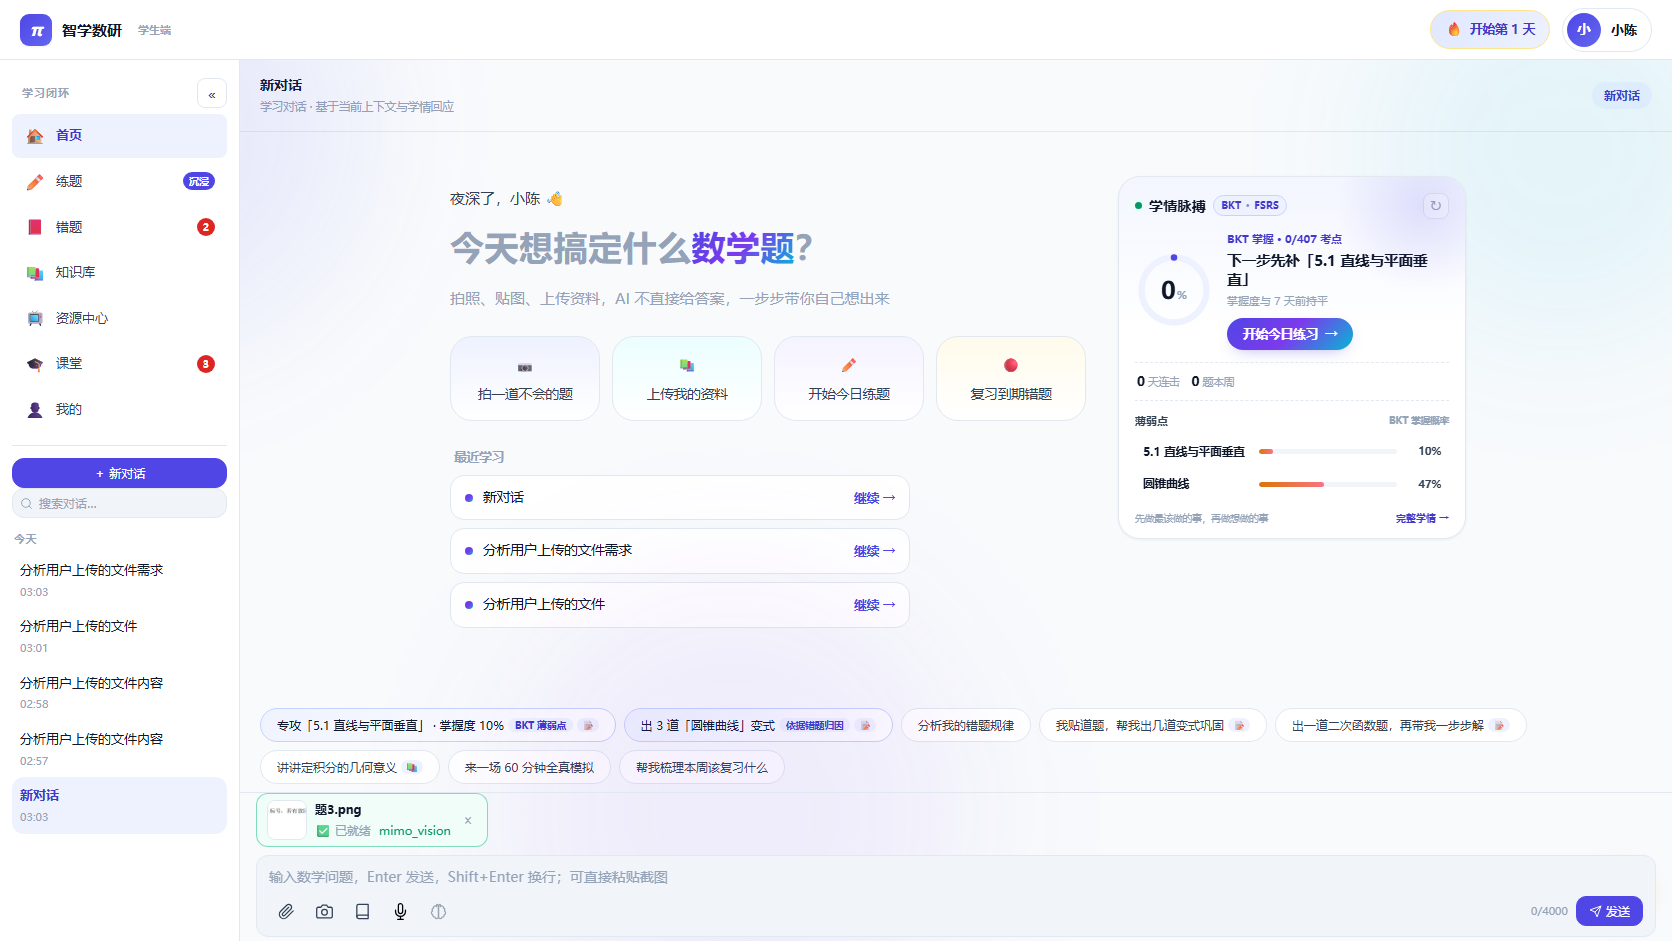 π 智学数研 学生端
开始第 1 天
小 小陈
学习闭环 «
首页
练题 沉浸
错题 2
知识库
资源中心
课堂 3
我的
+ 新对话
搜索对话...
今天
分析用户上传的文件需求
03:03
分析用户上传的文件
03:01
分析用户上传的文件内容
02:58
分析用户上传的文件内容
02:57
新对话
03:03
新对话
学习对话 · 基于当前上下文与学情回应
新对话
夜深了，小陈
今天想搞定什么数学题？
拍照、贴图、上传资料，AI 不直接给答案，一步步带你自己想出来
拍一道不会的题
上传我的资料
开始今日练题
复习到期错题
最近学习
新对话 继续 →
分析用户上传的文件需求 继续 →
分析用户上传的文件 继续 →
学情脉搏 BKT · FSRS ↻
0%
BKT 掌握 • 0/407 考点
下一步先补「5.1 直线与平面垂
直」
掌握度与 7 天前持平
开始今日练习 →
0 天连击 0 题本周
薄弱点 BKT 掌握概率
5.1 直线与平面垂直 10%
圆锥曲线 47%
先做最该做的事，再做想做的事 完整学情 →
专攻「5.1 直线与平面垂直」 · 掌握度 10% BKT 薄弱点
出 3 道「圆锥曲线」变式 依据错题归因
分析我的错题规律
我贴道题，帮我出几道变式巩固
出一道二次函数题，再带我一步步解
讲讲定积分的几何意义
来一场 60 分钟全真模拟
帮我梳理本周该复习什么
题3.png
已就绪 mimo_vision ×
输入数学问题，Enter 发送，Shift+Enter 换行；可直接粘贴截图
0/4000 发送